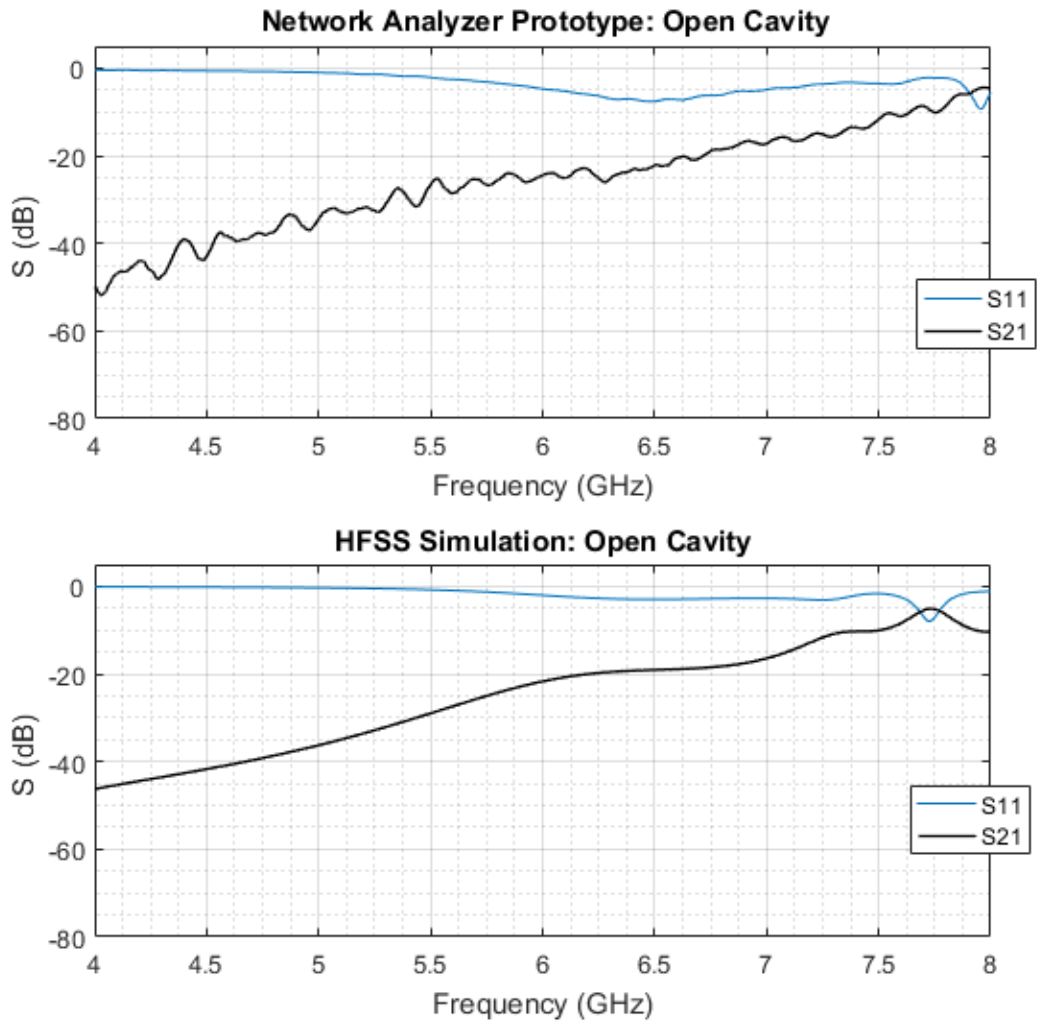 Network Analyzer Prototype: Open Cavity
0
-20
-40
-60
-80
S (dB)
S11
S21
4 4.5 5 5.5 6 6.5 7 7.5 8
Frequency (GHz)
HFSS Simulation: Open Cavity
0
-20
-40
-60
-80
S (dB)
S11
S21
4 4.5 5 5.5 6 6.5 7 7.5 8
Frequency (GHz)